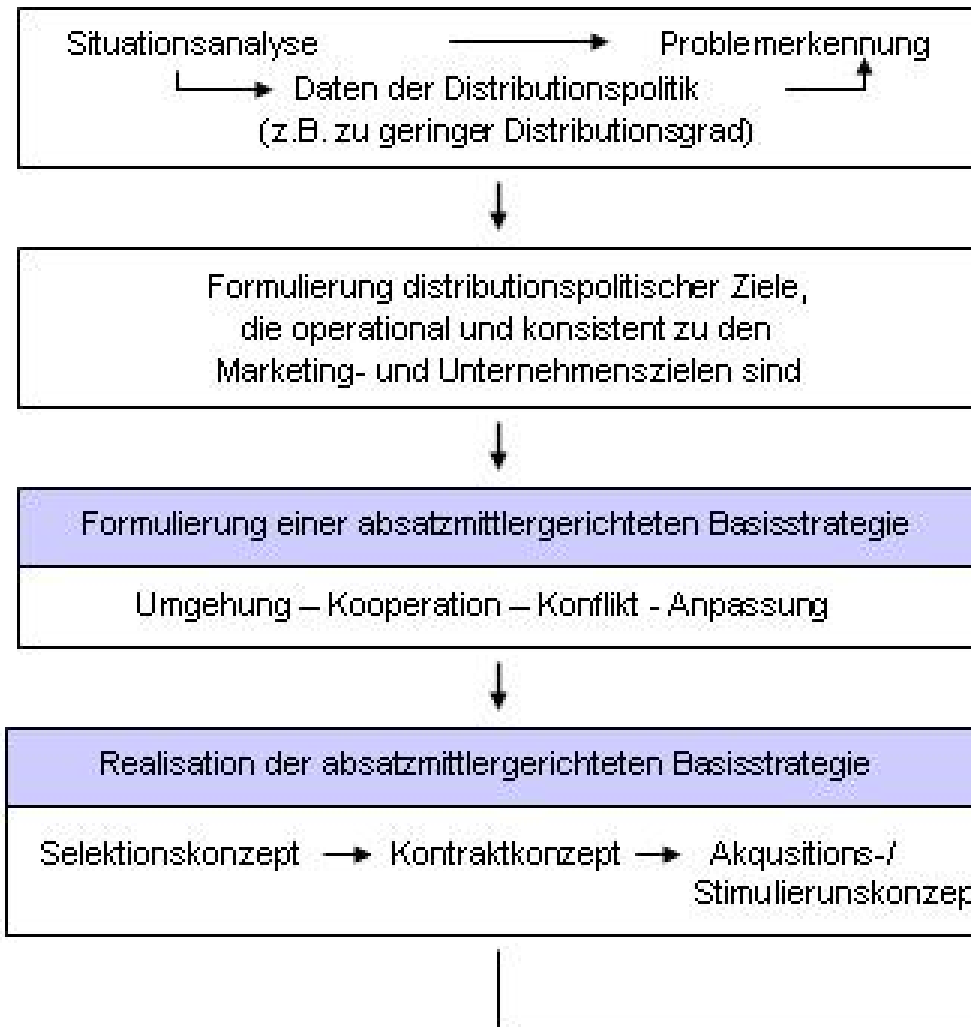 Situationsanalyse Problemerkennung
Daten der Distributionspolitik
(z.B. zu geringer Distributionsgrad)
Formulierung distributionspolitischer Ziele,
die operational und konsistent zu den
Marketing- und Unternehmenszielen sind
Formulierung einer absatzmittlergerichteten Basisstrategie
Umgehung – Kooperation – Konflikt - Anpassung
Realisation der absatzmittlergerichteten Basisstrategie
Selektionskonzept Kontraktkonzept Akqusitions-/
Stimulierunskonzep